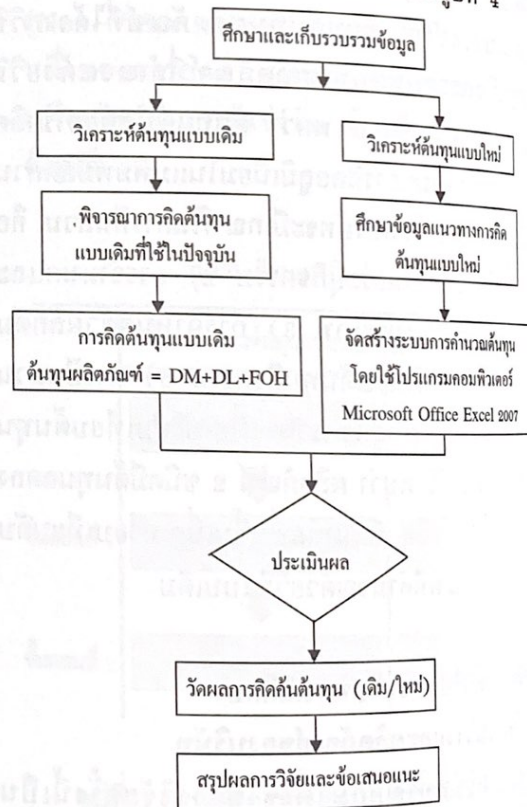 รูปที่ 4
ศึกษาและเก็บรวบรวมข้อมูล
วิเคราะห์ต้นทุนแบบเดิม
วิเคราะห์ต้นทุนแบบใหม่
พิจารณาการคิดต้นทุน
แบบเดิมที่ใช้ในปัจจุบัน
ศึกษาข้อมูลแนวทางการคิด
ต้นทุนแบบใหม่
การคิดต้นทุนแบบเดิม
ต้นทุนผลิตภัณฑ์ = DM+DL+FOH
จัดสร้างระบบการคำนวณต้นทุน
โดยใช้โปรแกรมคอมพิวเตอร์
Microsoft Office Excel 2007
ประเมินผล
วัดผลการคิดค้นต้นทุน (เดิม/ใหม่)
สรุปผลการวิจัยและข้อเสนอแนะ